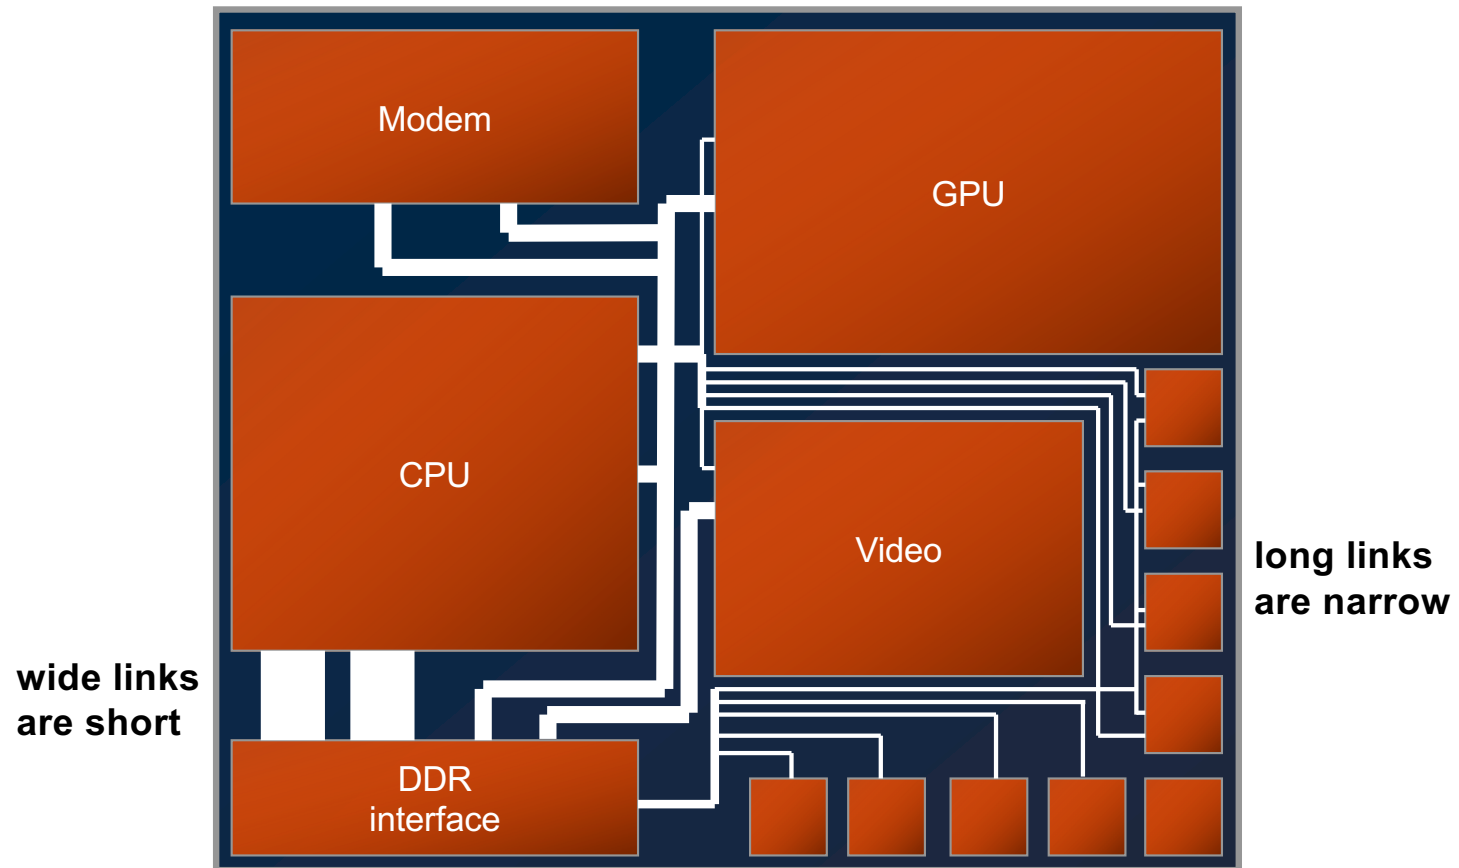 Modem
GPU
CPU
Video
long links
are narrow
wide links
are short
DDR
interface